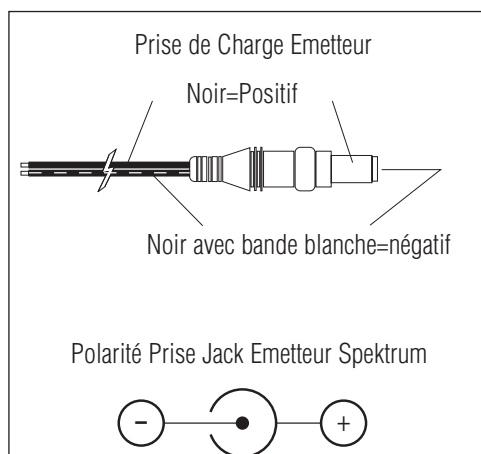 Prise de Charge Emetteur
Noir=Positif
Noir avec bande blanche=négatif
Polarité Prise Jack Emetteur Spektrum
− +